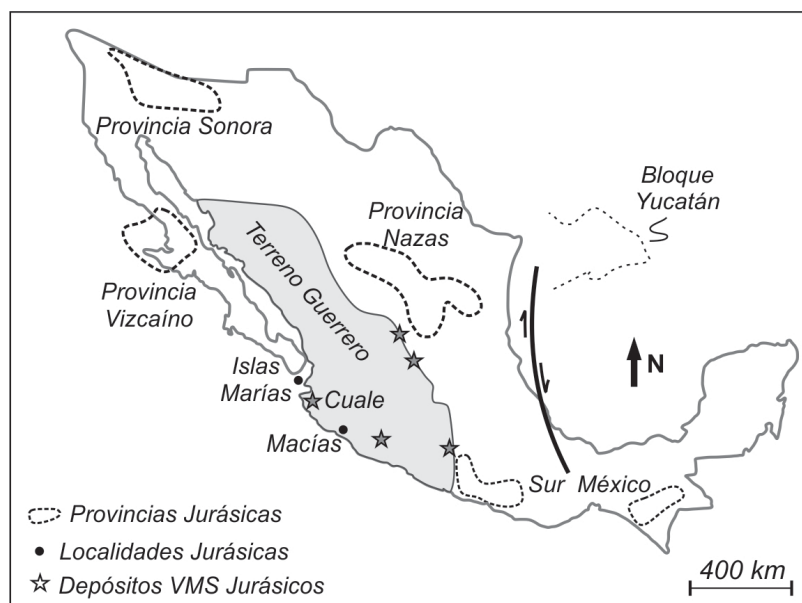 Provincia Sonora
Bloque
Yucatán
Provincia
Nazas
Terreno Guerrero
Provincia
Vizcaíno
N
Islas
Marías
Cuale
Macías
Sur México
Provincias Jurásicas
Localidades Jurásicas
Depósitos VMS Jurásicos
400 km